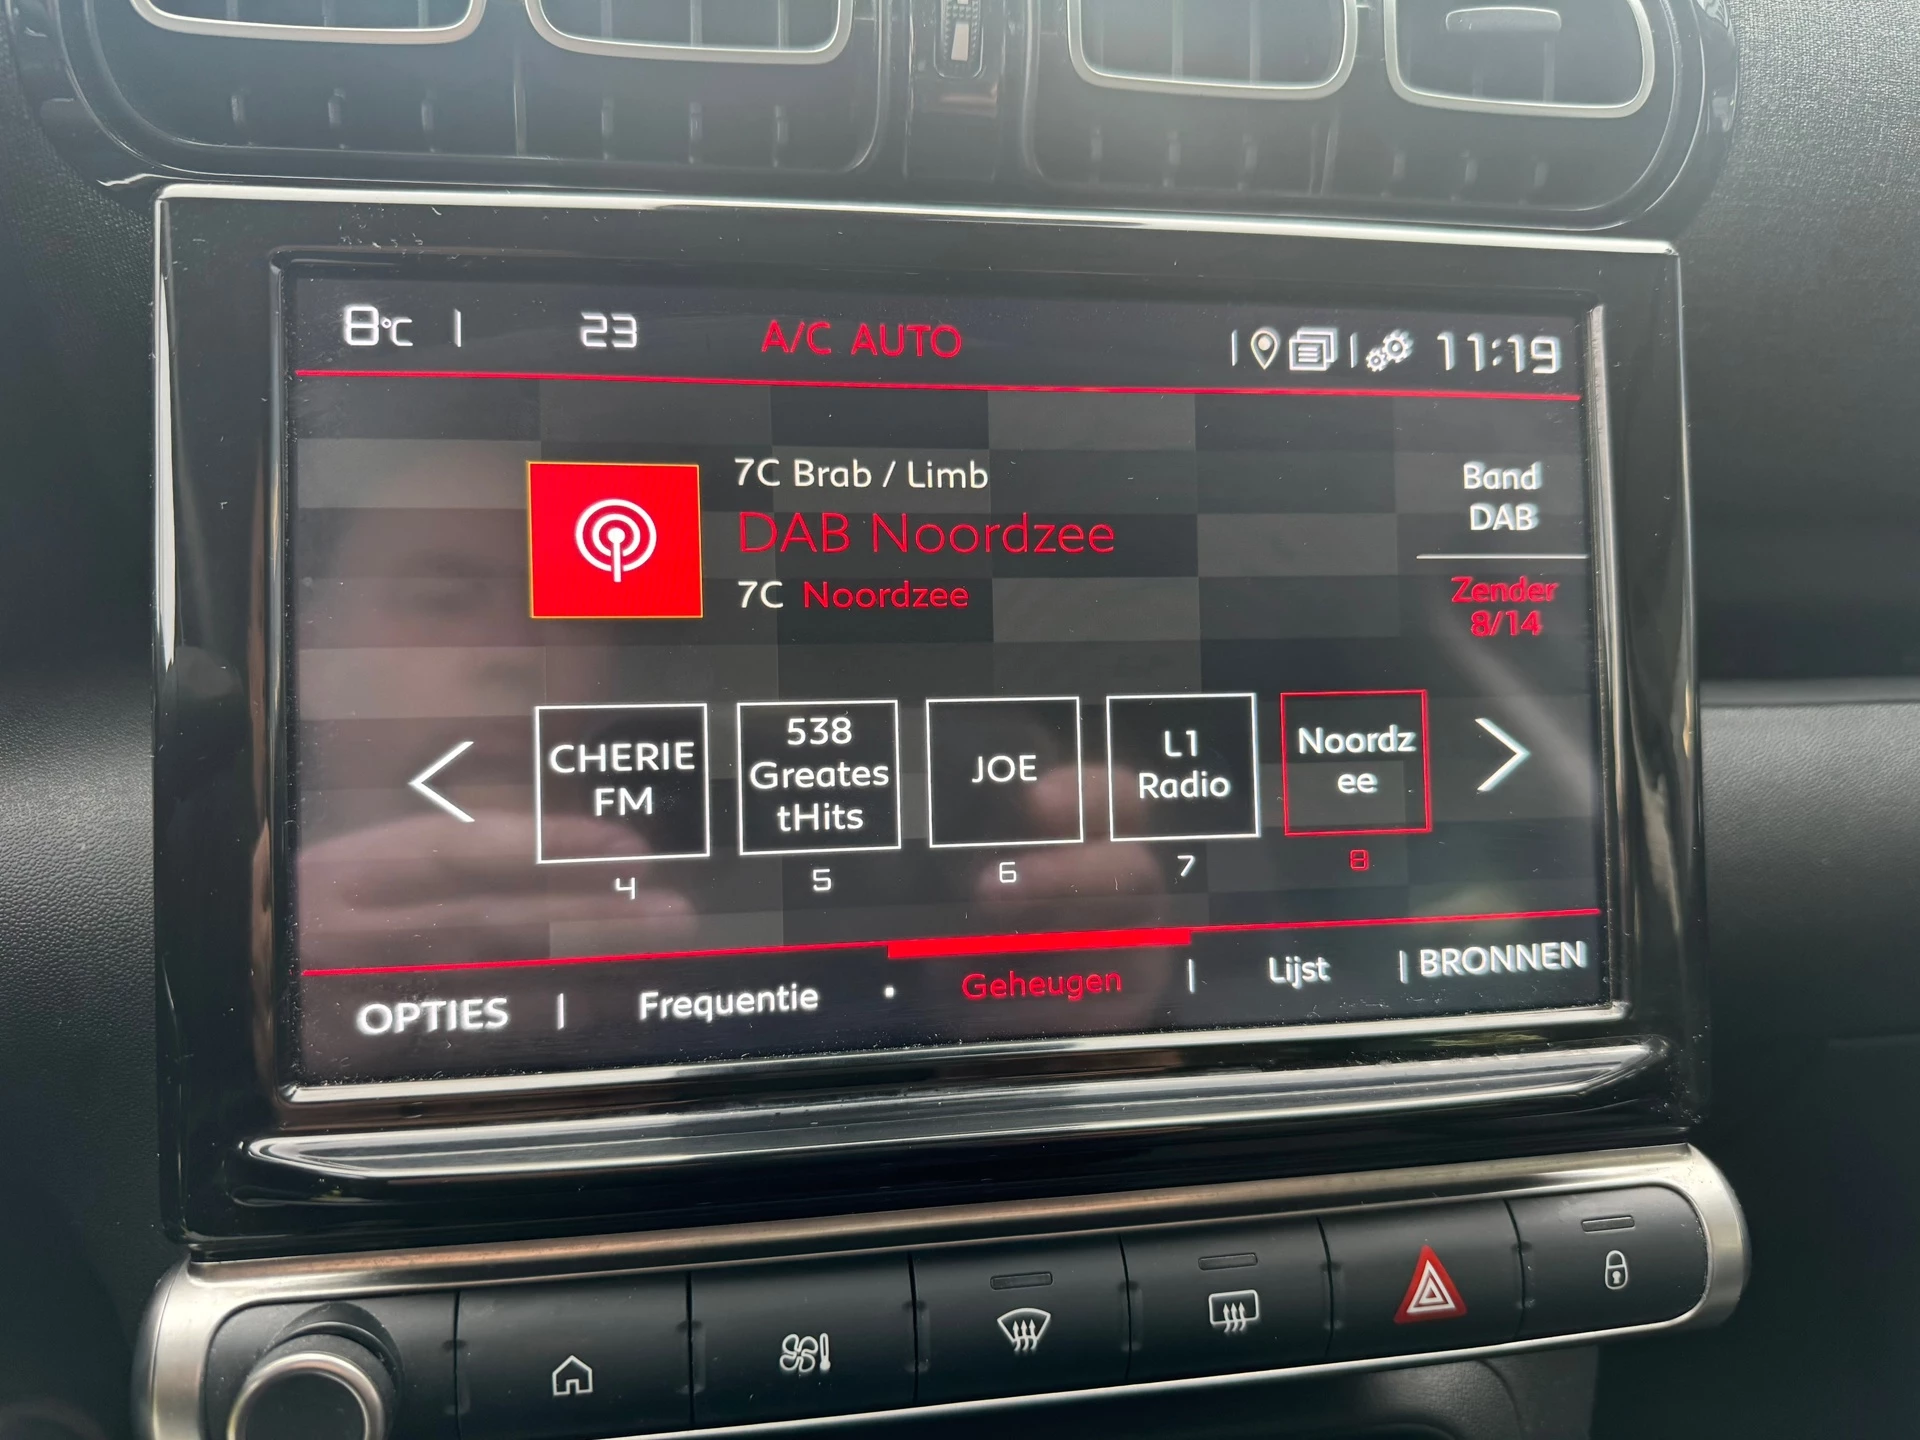 8°C | 23 A/C AUTO | | 11:19
7C Brab / Limb
DAB Noordzee
7C Noordzee
Band
DAB
Zender
8/14
CHERIE
FM
4
538
Greates
tHits
5
JOE
6
L1
Radio
7
Noordz
ee
8
OPTIES | Frequentie · Geheugen | Lijst | BRONNEN